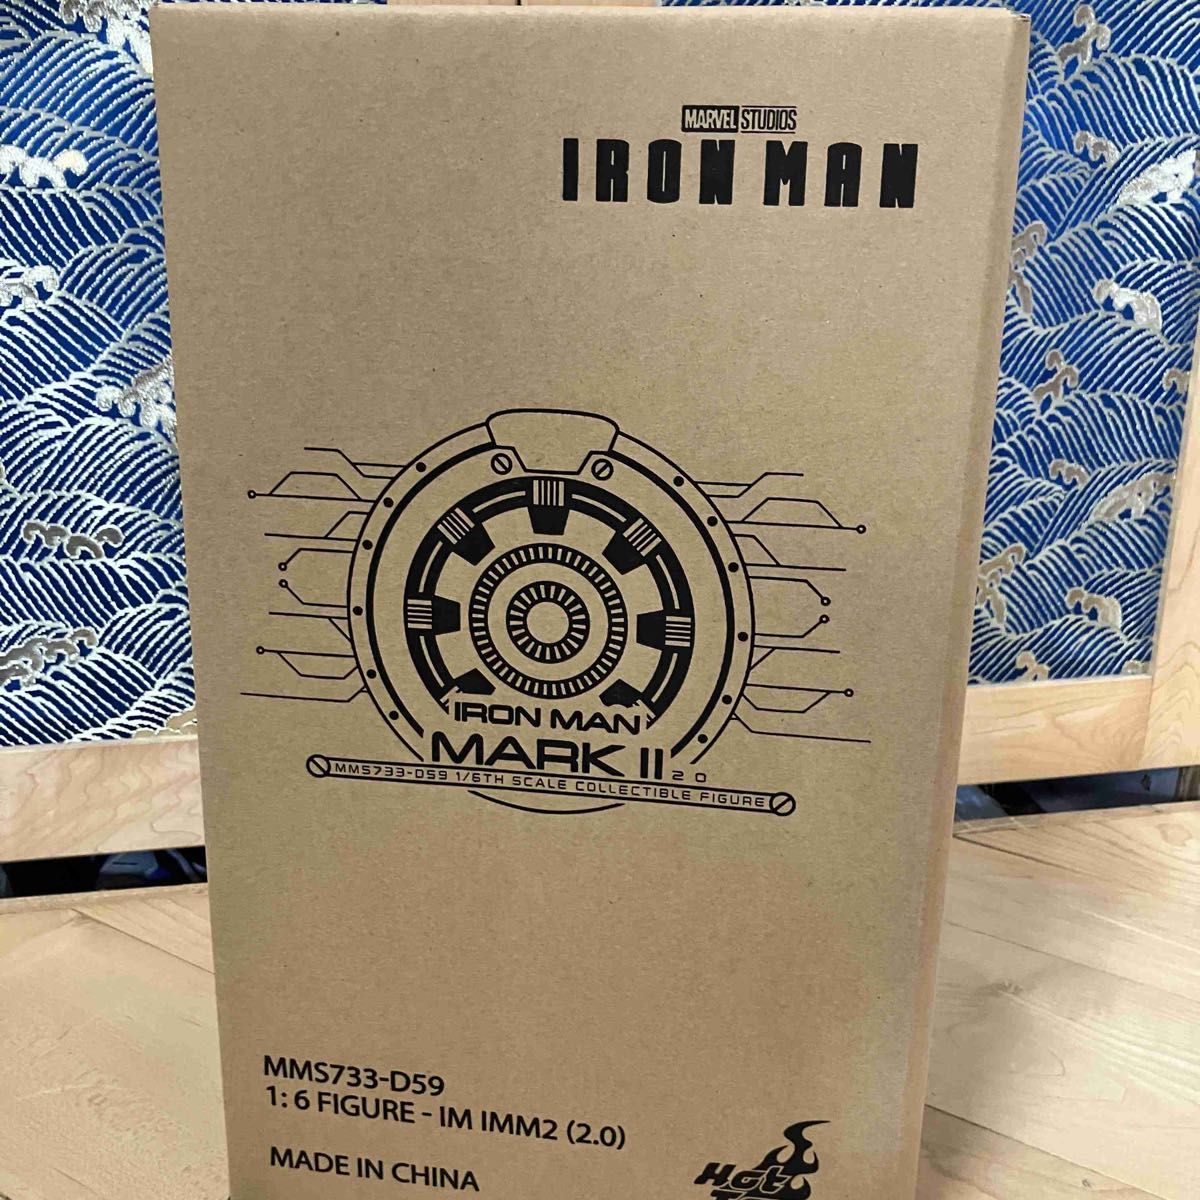 MARVEL STUDIOS
IRON MAN
IRON MAN
MARK II 2.0
MMS733-D59 1/6TH SCALE COLLECTIBLE FIGURE
MMS733-D59
1: 6 FIGURE - IM IMM2 (2.0)
MADE IN CHINA
Hot